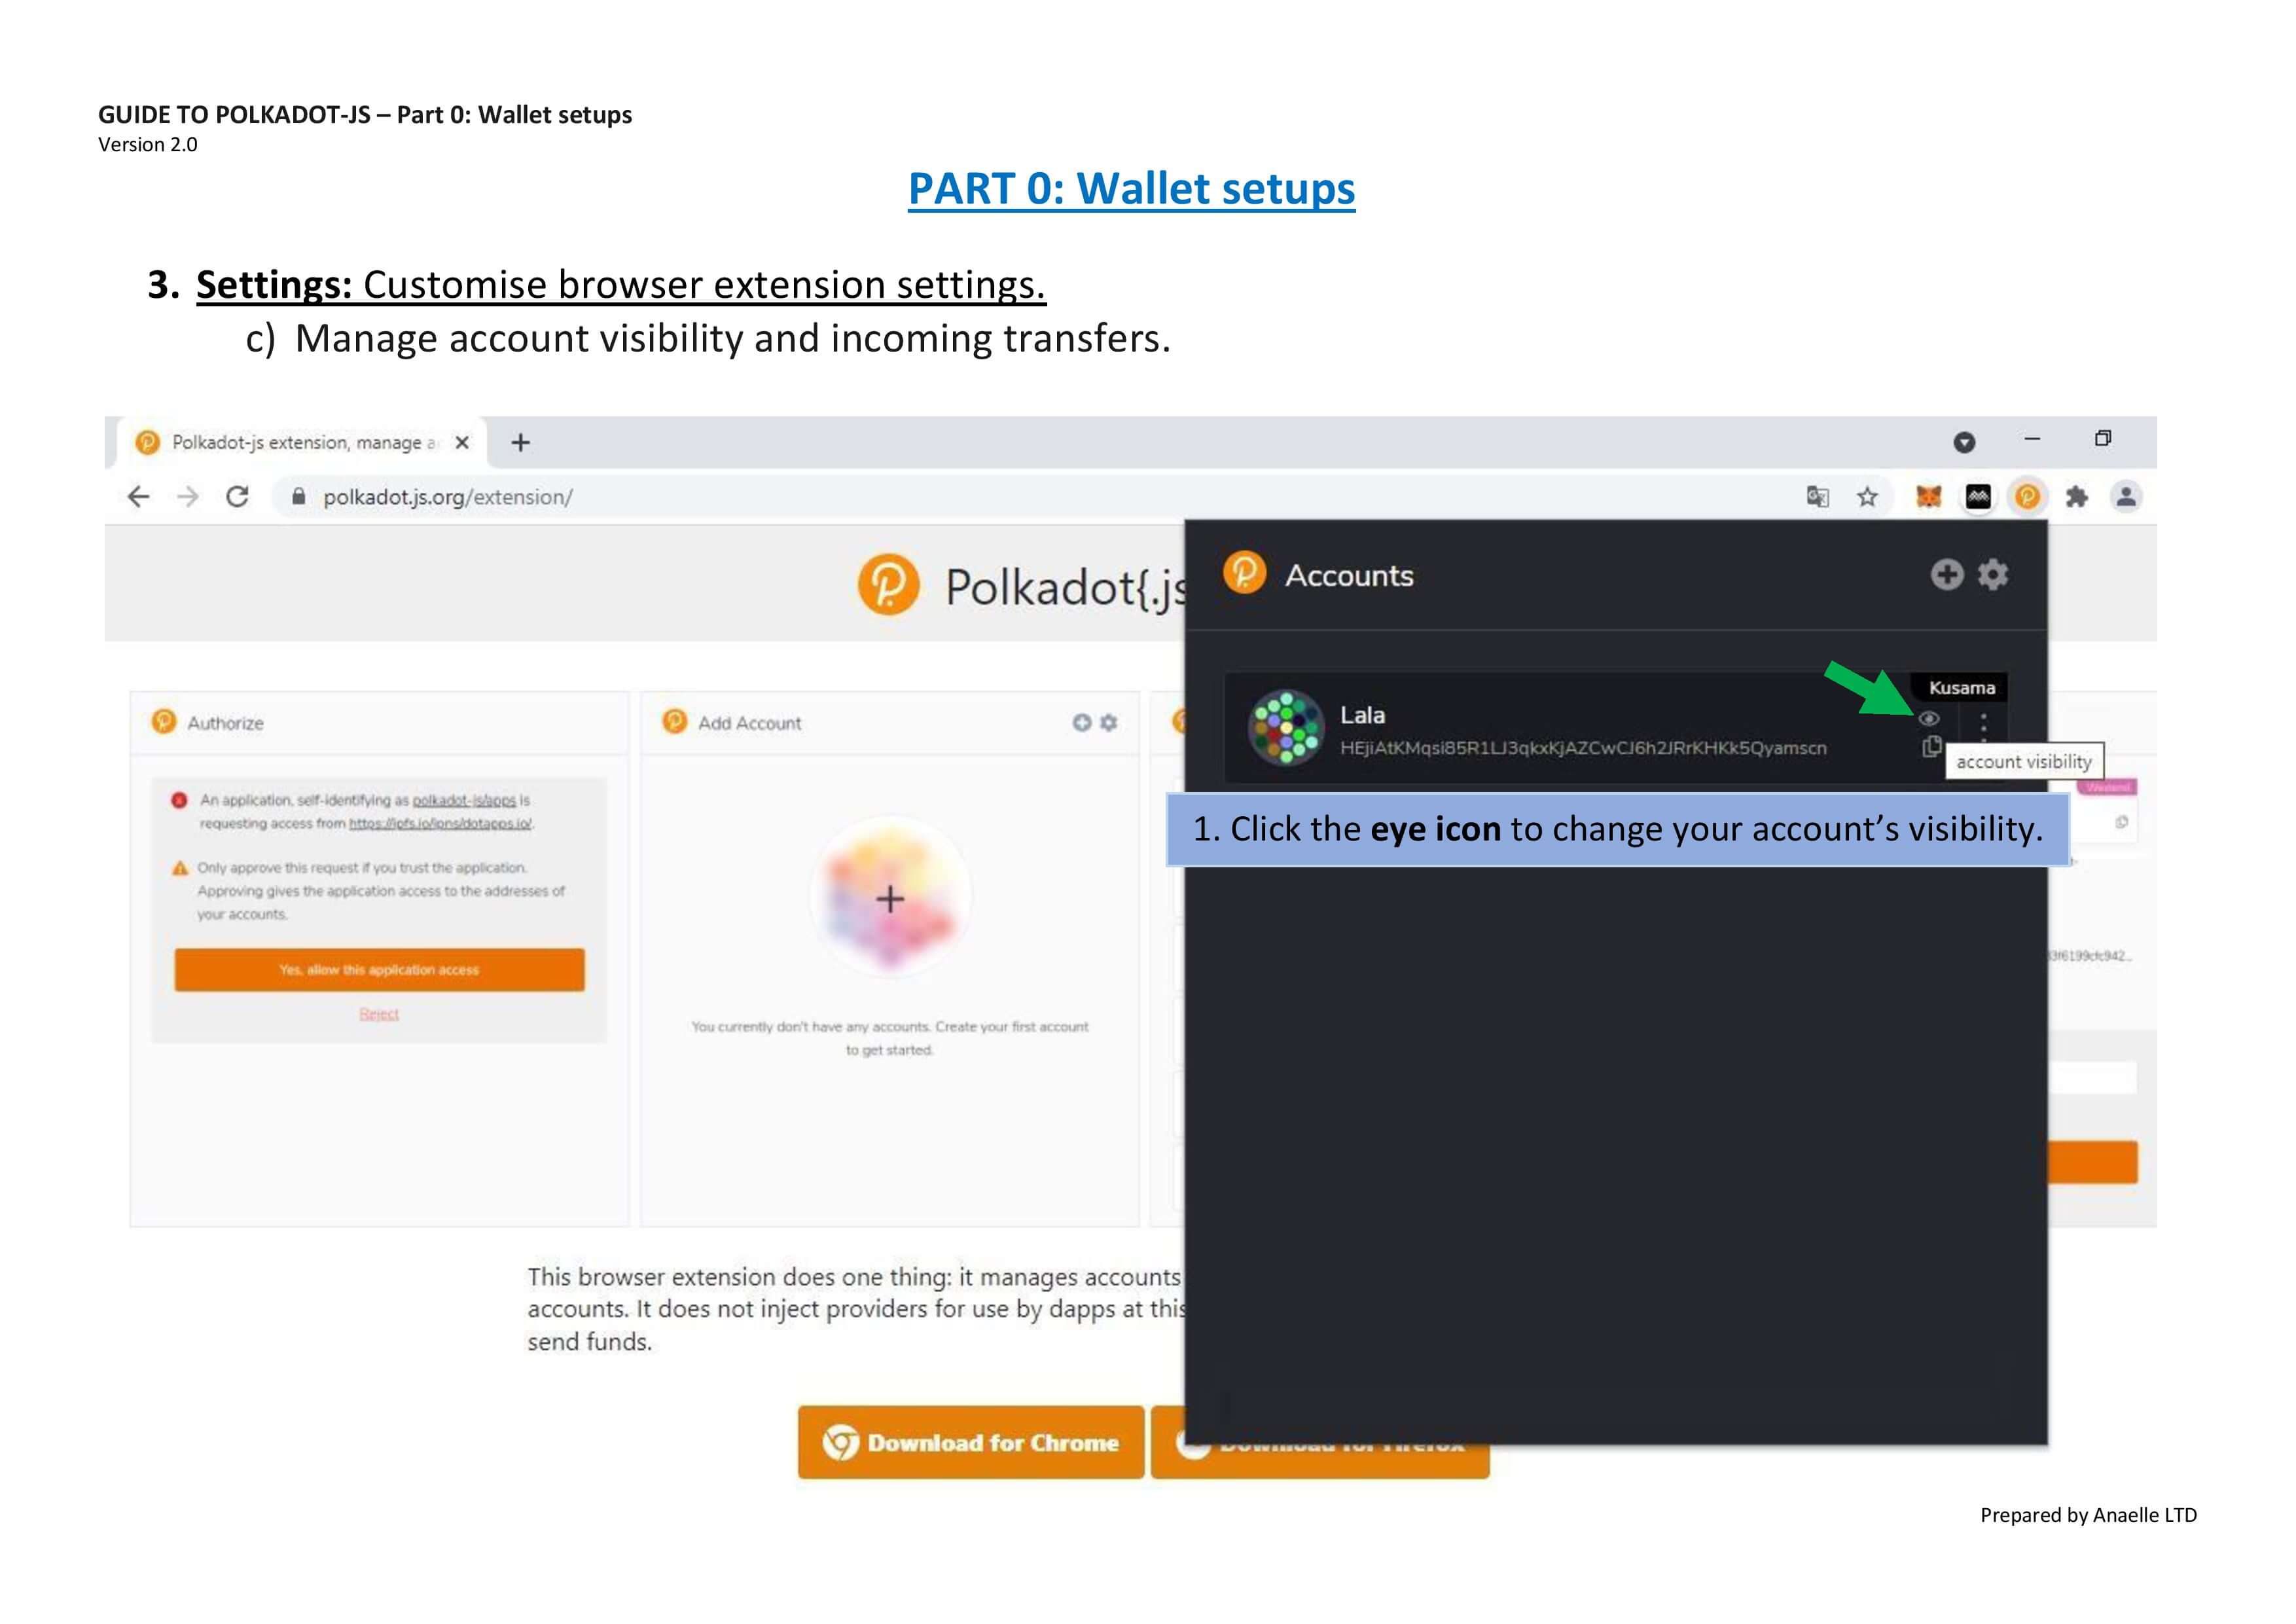 GUIDE TO POLKADOT-JS – Part 0: Wallet setups
Version 2.0
PART 0: Wallet setups
3. Settings: Customise browser extension settings.
c) Manage account visibility and incoming transfers.
Polkadot-js extension, manage a
polkadot.js.org/extension/
Polkadot{.js
Accounts
Kusama
Lala
HEjiAtKMqsi85R1LJ3qkxKjAZCwCJ6h2JRrKHKk5Qyamscn
account visibility
1. Click the eye icon to change your account’s visibility.
Authorize
An application, self-identifying as polkadot-js/apps is
requesting access from https://ipfs.io/ipns/dotapps.io/.
Only approve this request if you trust the application.
Approving gives the application access to the addresses of
your accounts.
Yes, allow this application access
Reject
Add Account
You currently don't have any accounts. Create your first account
to get started.
Westend
This browser extension does one thing: it manages accounts
accounts. It does not inject providers for use by dapps at this
send funds.
Download for Chrome
Download for Firefox
Prepared by Anaelle LTD